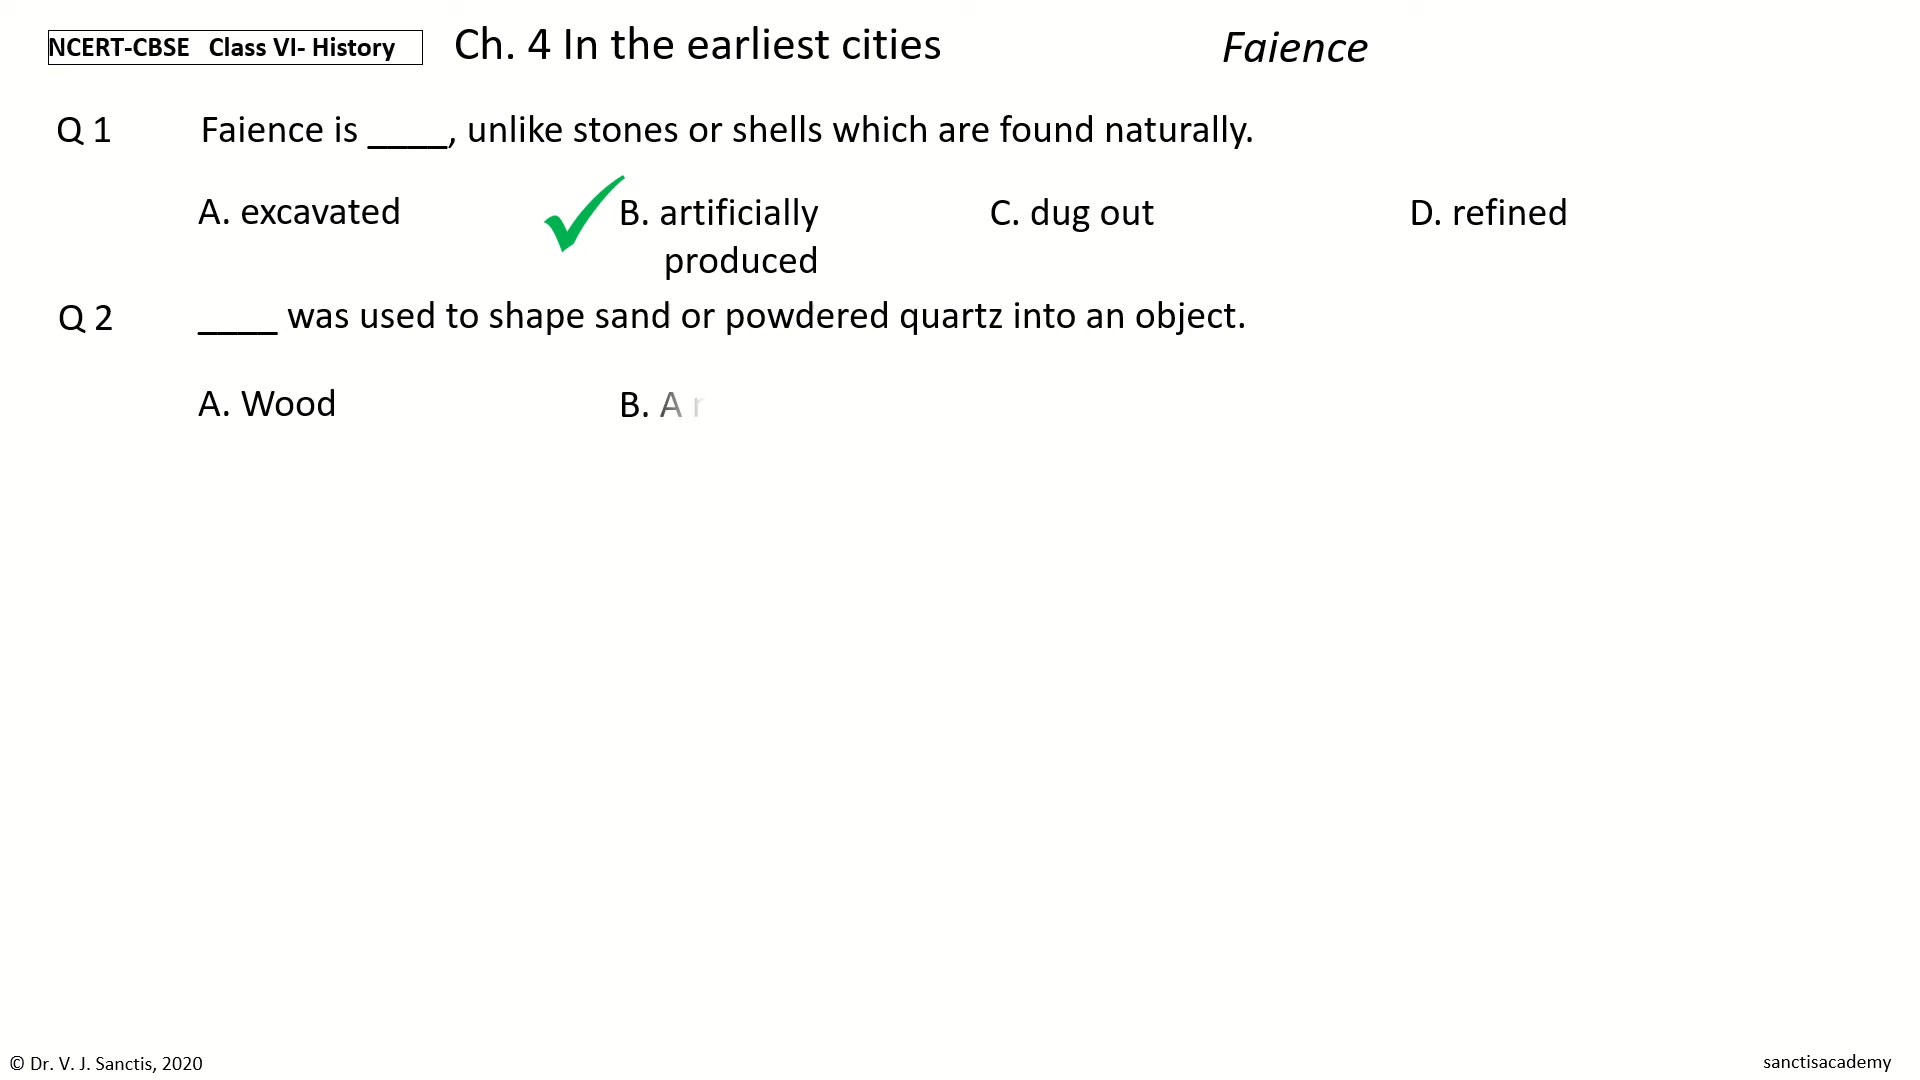 NCERT-CBSE Class VI- History Ch. 4 In the earliest cities Faience
Q 1 Faience is ____, unlike stones or shells which are found naturally.
A. excavated B. artificially C. dug out D. refined
produced
Q 2 ____ was used to shape sand or powdered quartz into an object.
A. Wood B. A
© Dr. V. J. Sanctis, 2020 sanctisacademy